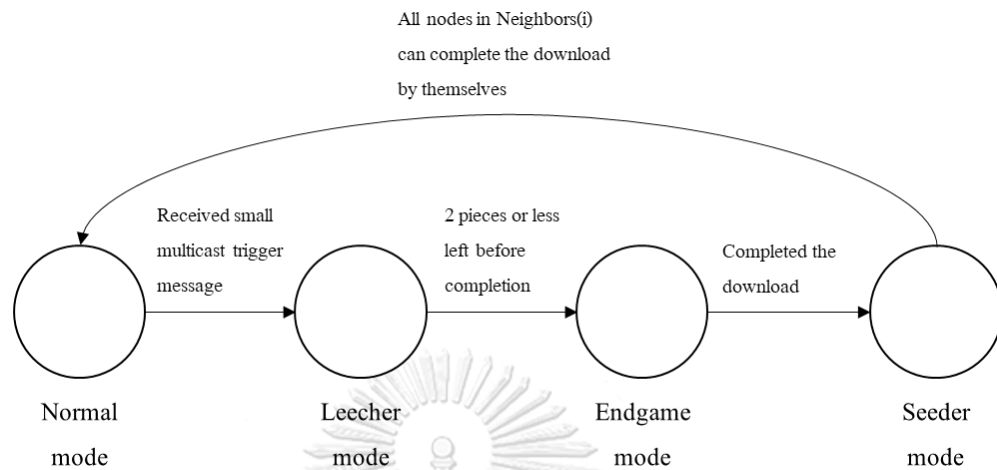 All nodes in Neighbors(i)
can complete the download
by themselves
Received small
multicast trigger
message
2 pieces or less
left before
completion
Completed the
download
Normal
mode
Leecher
mode
Endgame
mode
Seeder
mode